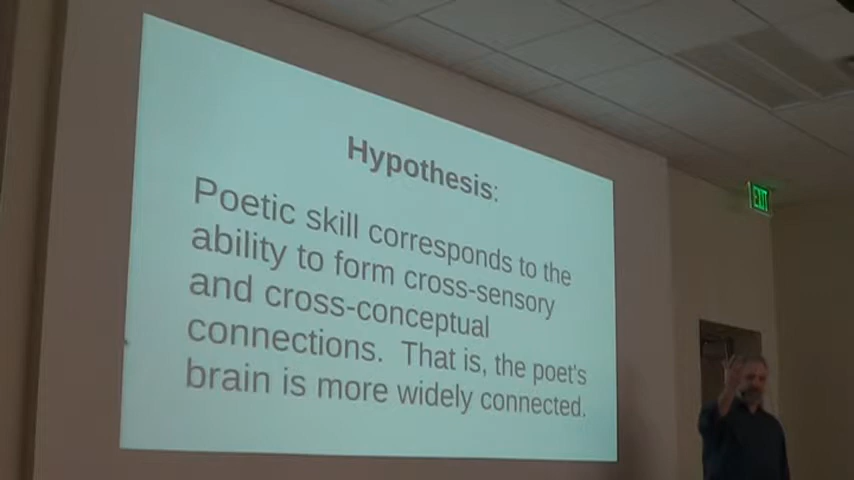 Hypothesis:
Poetic skill corresponds to the
ability to form cross-sensory
and cross-conceptual
connections.  That is, the poet's
brain is more widely connected.
EXIT